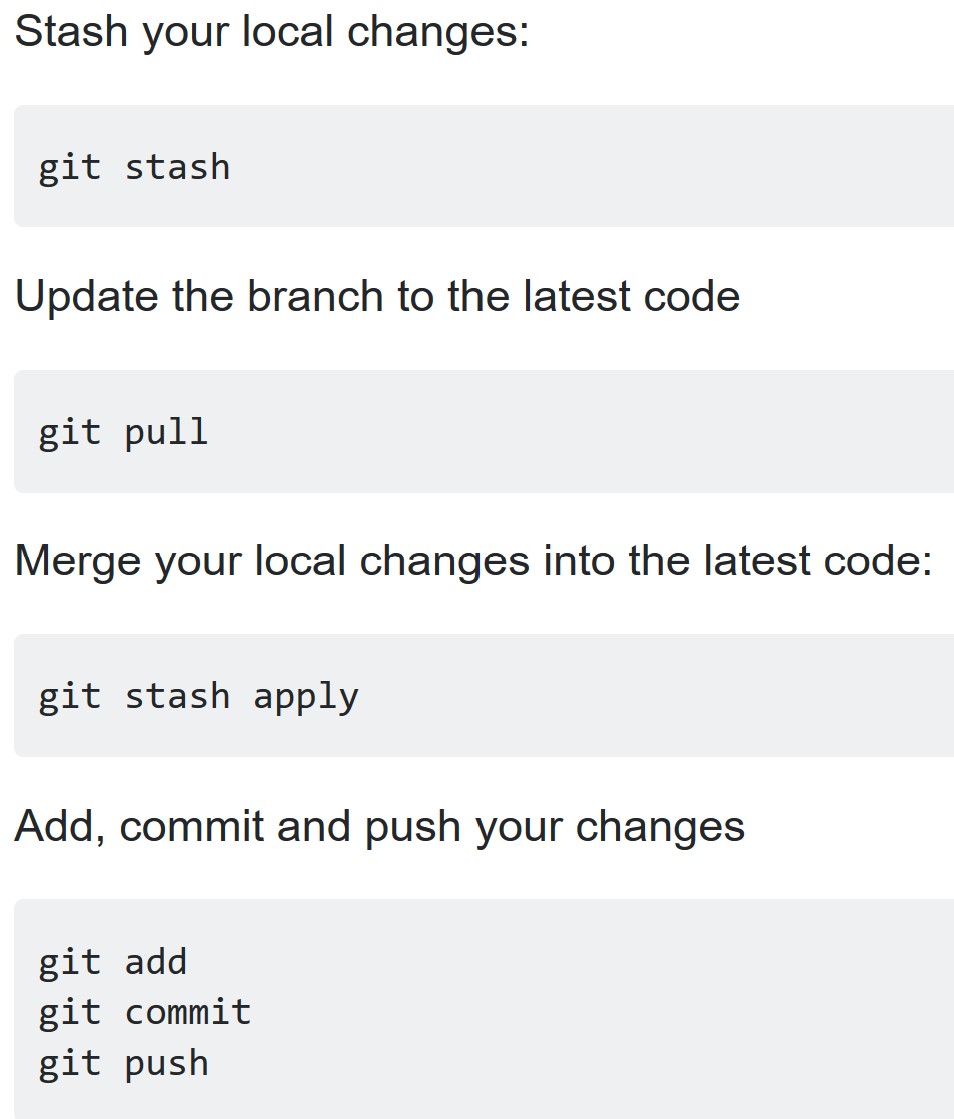 Stash your local changes:
git stash
Update the branch to the latest code
git pull
Merge your local changes into the latest code:
git stash apply
Add, commit and push your changes
git add
git commit
git push